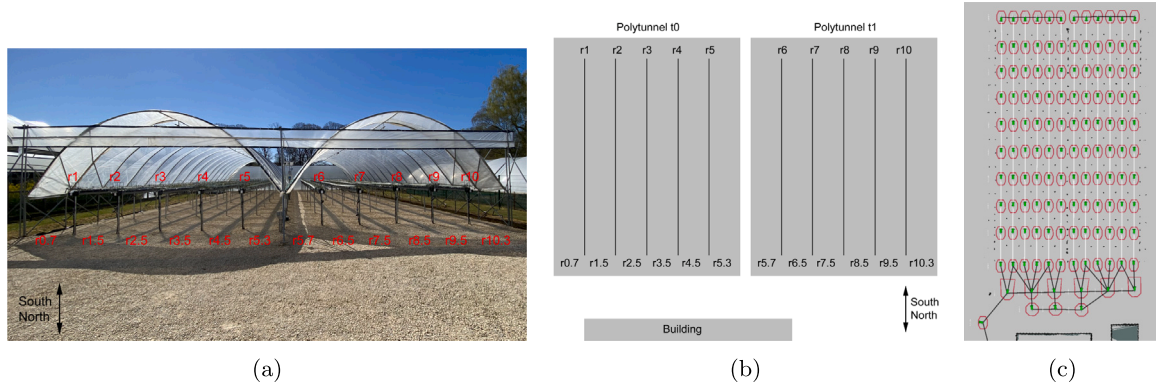 r1 r2 r3 r4 r5 r6 r7 r8 r9 r10
r0.7 r1.5 r2.5 r3.5 r4.5 r5.3 r5.7 r6.5 r7.5 r8.5 r9.5 r10.3
South
North
(a)
Polytunnel t0 Polytunnel t1
r1 r2 r3 r4 r5 r6 r7 r8 r9 r10
r0.7 r1.5 r2.5 r3.5 r4.5 r5.3 r5.7 r6.5 r7.5 r8.5 r9.5 r10.3
South
North
Building
(b)
(c)